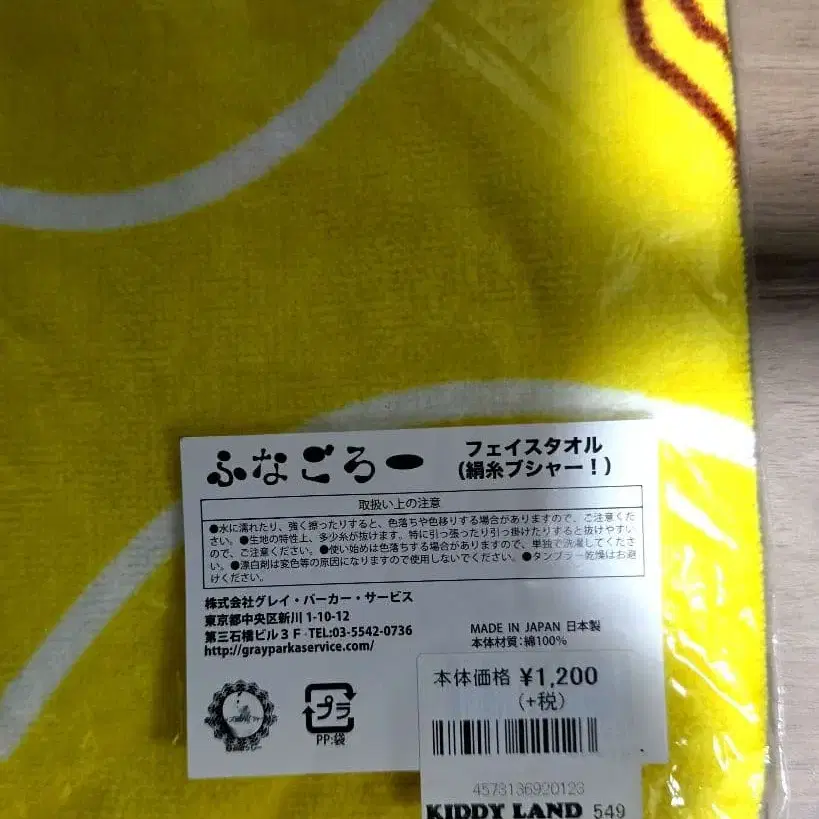 ふなごろー
フェイスタオル
(絹糸ブシャー！)
取扱い上の注意
●水に濡れたり、強く擦ったりすると、色落ちや色移りする場合がありますので、ご注意くだ
さい。●生地の特性上、多少糸が抜けます。特に引っ張ったり引っ掛けたりすると抜けやすい
ので、ご注意ください。●使い始めは色落ちする場合がありますので、単独で洗濯してくださ
い。●漂白剤は変色等の原因になりますので使用しないでください。●タンブラー乾燥はお避
けください。
株式会社グレイ・パーカー・サービス
東京都中央区新川 1-10-12
第三石橋ビル３Ｆ TEL:03-5542-0736
http://grayparkaservice.com/
MADE IN JAPAN 日本製
本体材質：綿100%
プラ
PP:袋
本体価格 ¥1,200
(+税)
4573136920123
KIDDY LAND 549